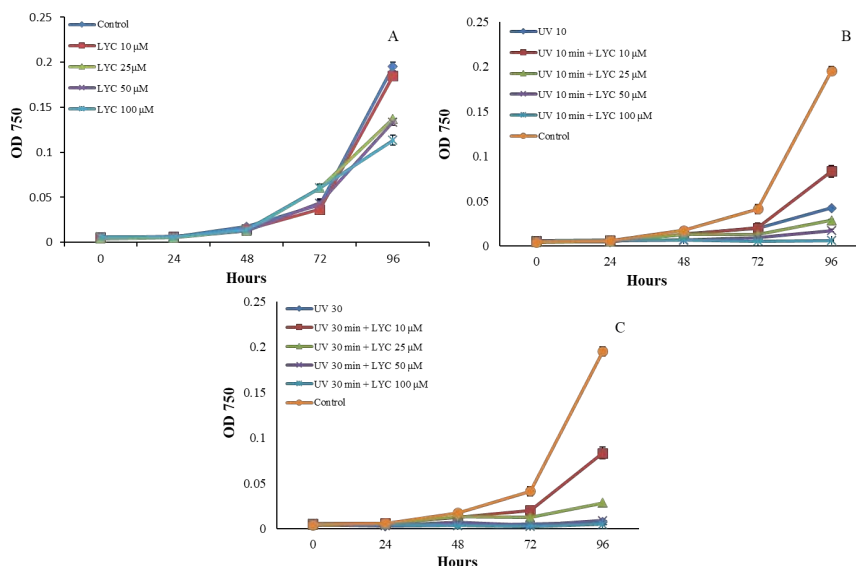 A
OD 750
0.25
0.2
0.15
0.1
0.05
0
Control
LYC 10 µM
LYC 25µM
LYC 50 µM
LYC 100 µM
0 24 48 72 96
Hours
B
OD 750
0.25
0.2
0.15
0.1
0.05
0
UV 10
UV 10 min + LYC 10 µM
UV 10 min + LYC 25 µM
UV 10 min + LYC 50 µM
UV 10 min + LYC 100 µM
Control
0 24 48 72 96
Hours
C
OD 750
0.25
0.2
0.15
0.1
0.05
0
UV 30
UV 30 min + LYC 10 µM
UV 30 min + LYC 25 µM
UV 30 min + LYC 50 µM
UV 30 min + LYC 100 µM
Control
0 24 48 72 96
Hours